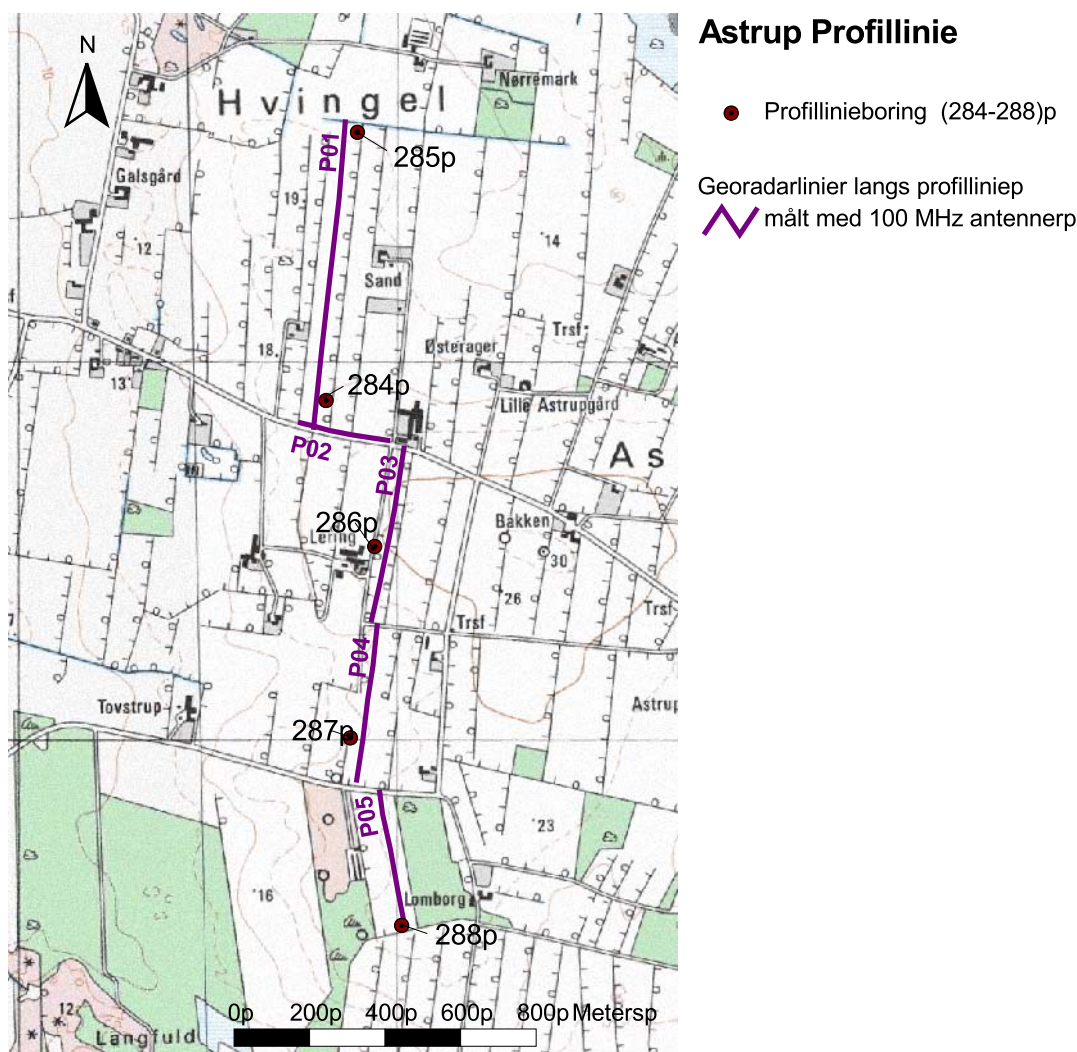 Astrup Profillinie
Profillinieboring (284-288)p
Georadarlinier langs profilliniep
målt med 100 MHz antennerp
N
10
Nørremark
Hvingel
P01
285p
Galsgård
19
12
14
Sand
Trsf
Østerager
18
13
284p
Lille Astrupgård
P02
As
P03
286p
Lering
Bakken
30
26
Trsf
Trsf
P04
Tovstrup
Astrup
287p
P05
23
16
Lomborg
288p
12
Langfuld
0p 200p 400p 600p 800p Metersp